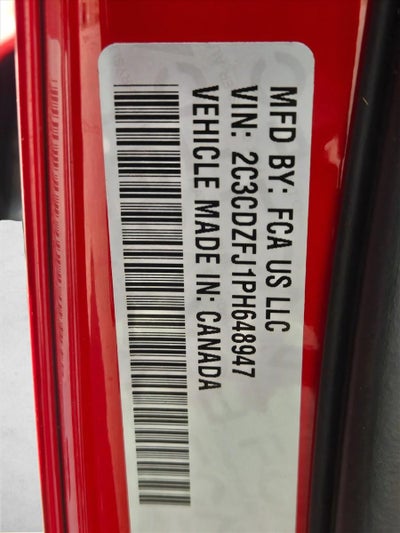 MFD BY: FCA US LLC
VIN: 2C3CDZFJ1PH648947
VEHICLE MADE IN: CANADA